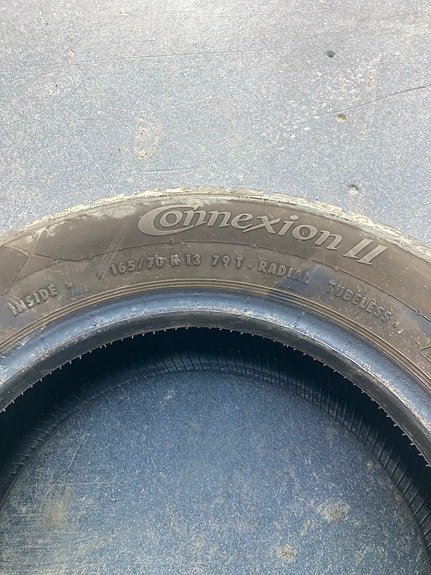 Connexion II
INSIDE · 165/70 R 13 79 T · RADIAL TUBELESS